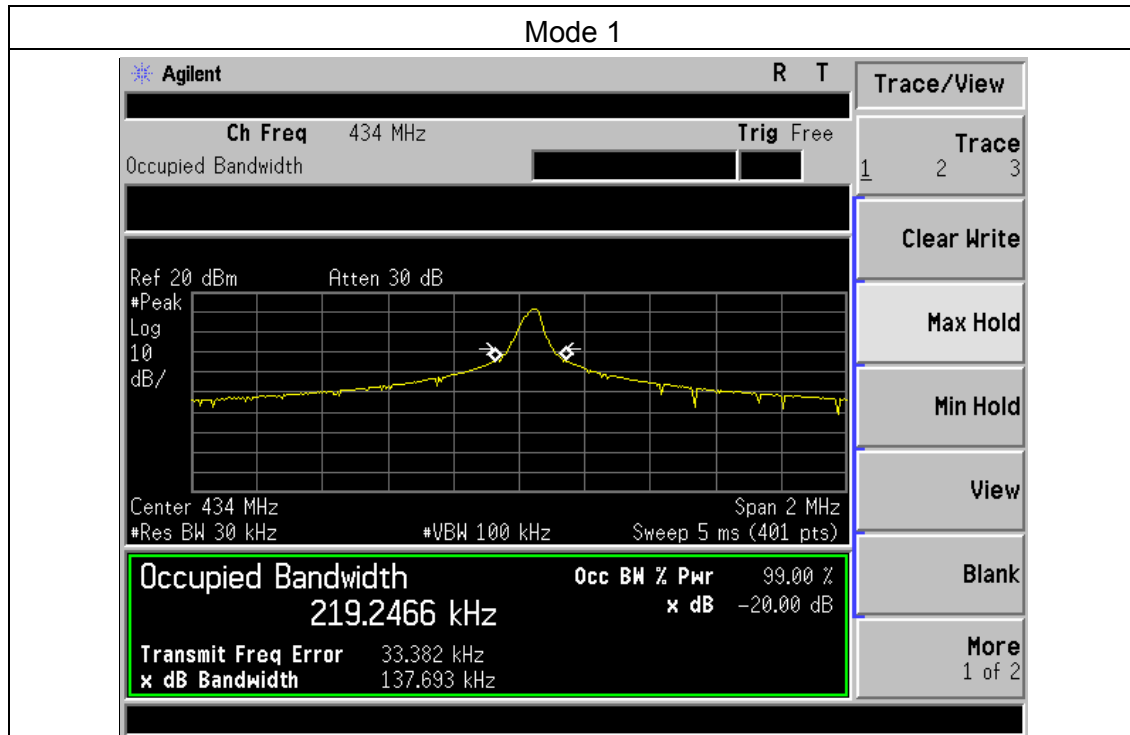 Mode 1
Agilent R T
Trace/View
Ch Freq 434 MHz Trig Free
Occupied Bandwidth
Trace
1 2 3
Clear Write
Max Hold
Min Hold
View
Blank
More
1 of 2
Ref 20 dBm Atten 30 dB
#Peak
Log
10
dB/
Center 434 MHz Span 2 MHz
#Res BW 30 kHz #VBW 100 kHz Sweep 5 ms (401 pts)
Occupied Bandwidth Occ BW % Pwr 99.00 %
219.2466 kHz x dB -20.00 dB
Transmit Freq Error 33.382 kHz
x dB Bandwidth 137.693 kHz